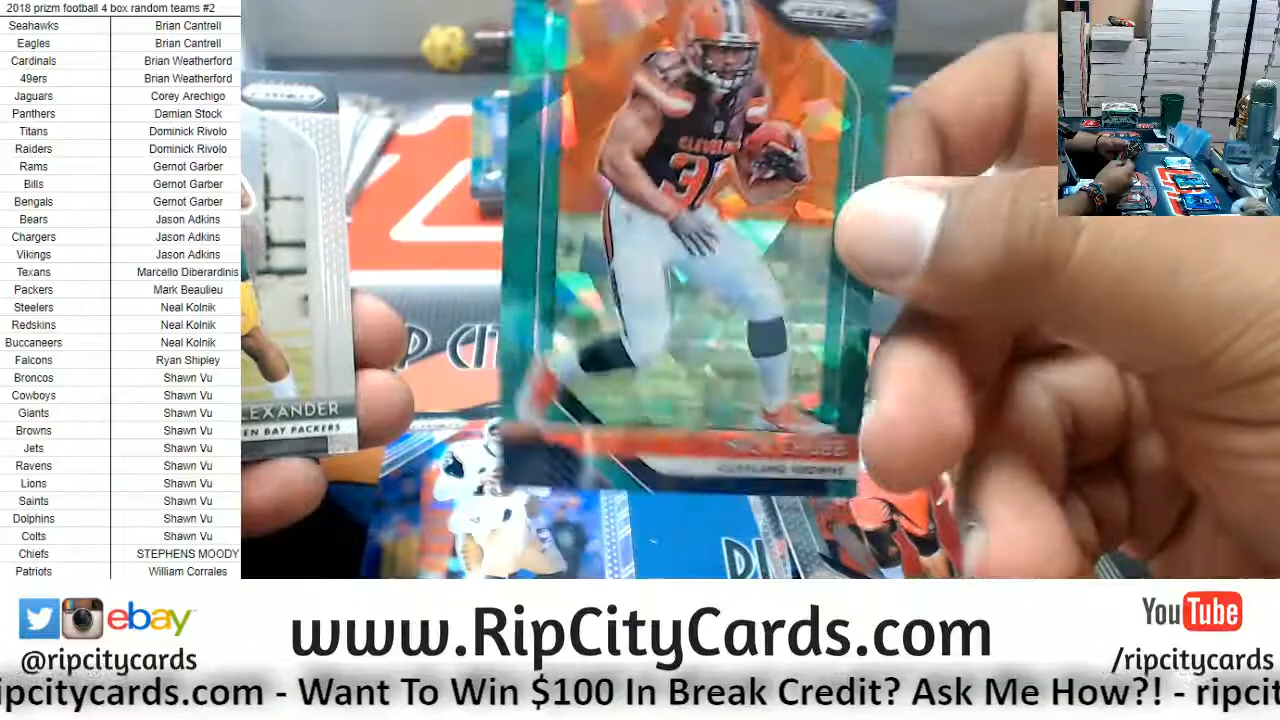 2018 prizm football 4 box random teams #2
Seahawks Brian Cantrell
Eagles Brian Cantrell
Cardinals Brian Weatherford
49ers Brian Weatherford
Jaguars Corey Arechigo
Panthers Damian Stock
Titans Dominick Rivolo
Raiders Dominick Rivolo
Rams Gernot Garber
Bills Gernot Garber
Bengals Gernot Garber
Bears Jason Adkins
Chargers Jason Adkins
Vikings Jason Adkins
Texans Marcello Diberardinis
Packers Mark Beaulieu
Steelers Neal Kolnik
Redskins Neal Kolnik
Buccaneers Neal Kolnik
Falcons Ryan Shipley
Broncos Shawn Vu
Cowboys Shawn Vu
Giants Shawn Vu
Browns Shawn Vu
Jets Shawn Vu
Ravens Shawn Vu
Lions Shawn Vu
Saints Shawn Vu
Dolphins Shawn Vu
Colts Shawn Vu
Chiefs STEPHENS MOODY
Patriots William Corrales
PRIZM
CLEVELAND BROWNS
LEXANDER
EN BAY PACKERS
ebay
@ripcitycards
www.RipCityCards.com
YouTube
/ripcitycards
ipcitycards.com - Want To Win $100 In Break Credit? Ask Me How?! - ripcit